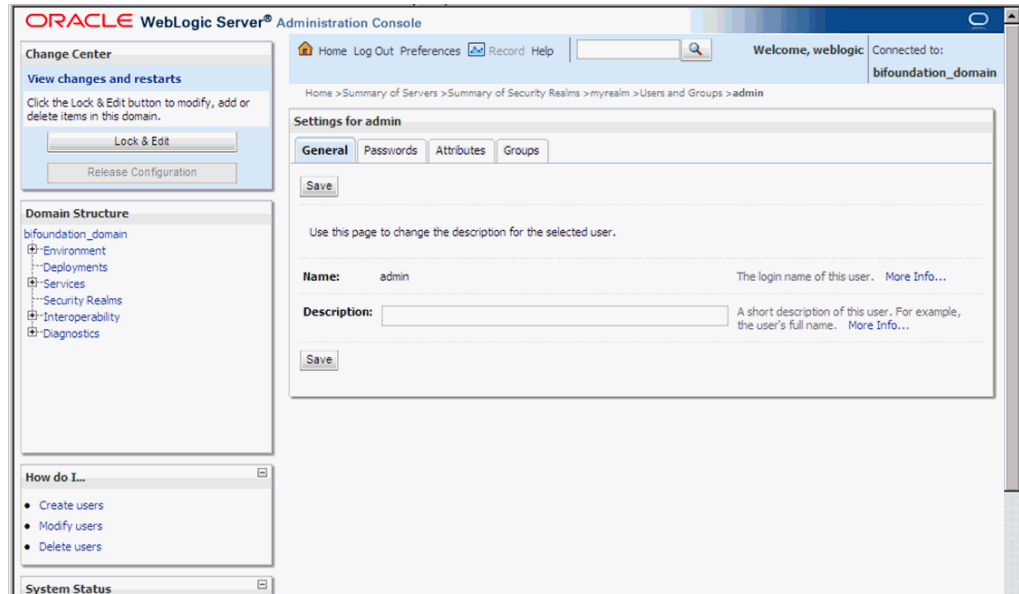 ORACLE WebLogic Server® Administration Console
Change Center
View changes and restarts
Click the Lock & Edit button to modify, add or
delete items in this domain.
Lock & Edit
Release Configuration
Domain Structure
bifoundation_domain
Environment
Deployments
Services
Security Realms
Interoperability
Diagnostics
How do I...
Create users
Modify users
Delete users
System Status
Home Log Out Preferences Record Help
Welcome, weblogic
Connected to:
bifoundation_domain
Home >Summary of Servers >Summary of Security Realms >myrealm >Users and Groups >admin
Settings for admin
General Passwords Attributes Groups
Save
Use this page to change the description for the selected user.
Name: admin The login name of this user. More Info...
Description: A short description of this user. For example,
the user's full name. More Info...
Save